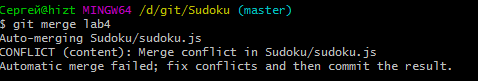 Сергей@hizt MINGW64 /d/git/Sudoku (master)
$ git merge lab4
Auto-merging Sudoku/sudoku.js
CONFLICT (content): Merge conflict in Sudoku/sudoku.js
Automatic merge failed; fix conflicts and then commit the result.